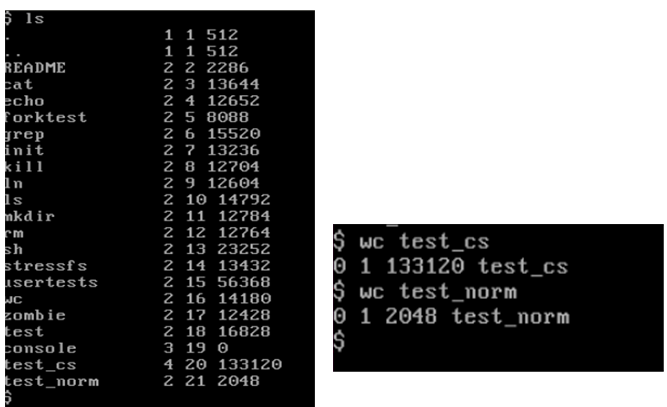 $ ls
. 1 1 512
.. 1 1 512
README 2 2 2286
cat 2 3 13644
echo 2 4 12652
forktest 2 5 8088
grep 2 6 15520
init 2 7 13236
kill 2 8 12704
ln 2 9 12604
ls 2 10 14792
mkdir 2 11 12784
rm 2 12 12764
sh 2 13 23252
stressfs 2 14 13432
usertests 2 15 56368
wc 2 16 14180
zombie 2 17 12428
test 2 18 16828
console 3 19 0
test_cs 4 20 133120
test_norm 2 21 2048
$
$ wc test_cs
0 1 133120 test_cs
$ wc test_norm
0 1 2048 test_norm
$